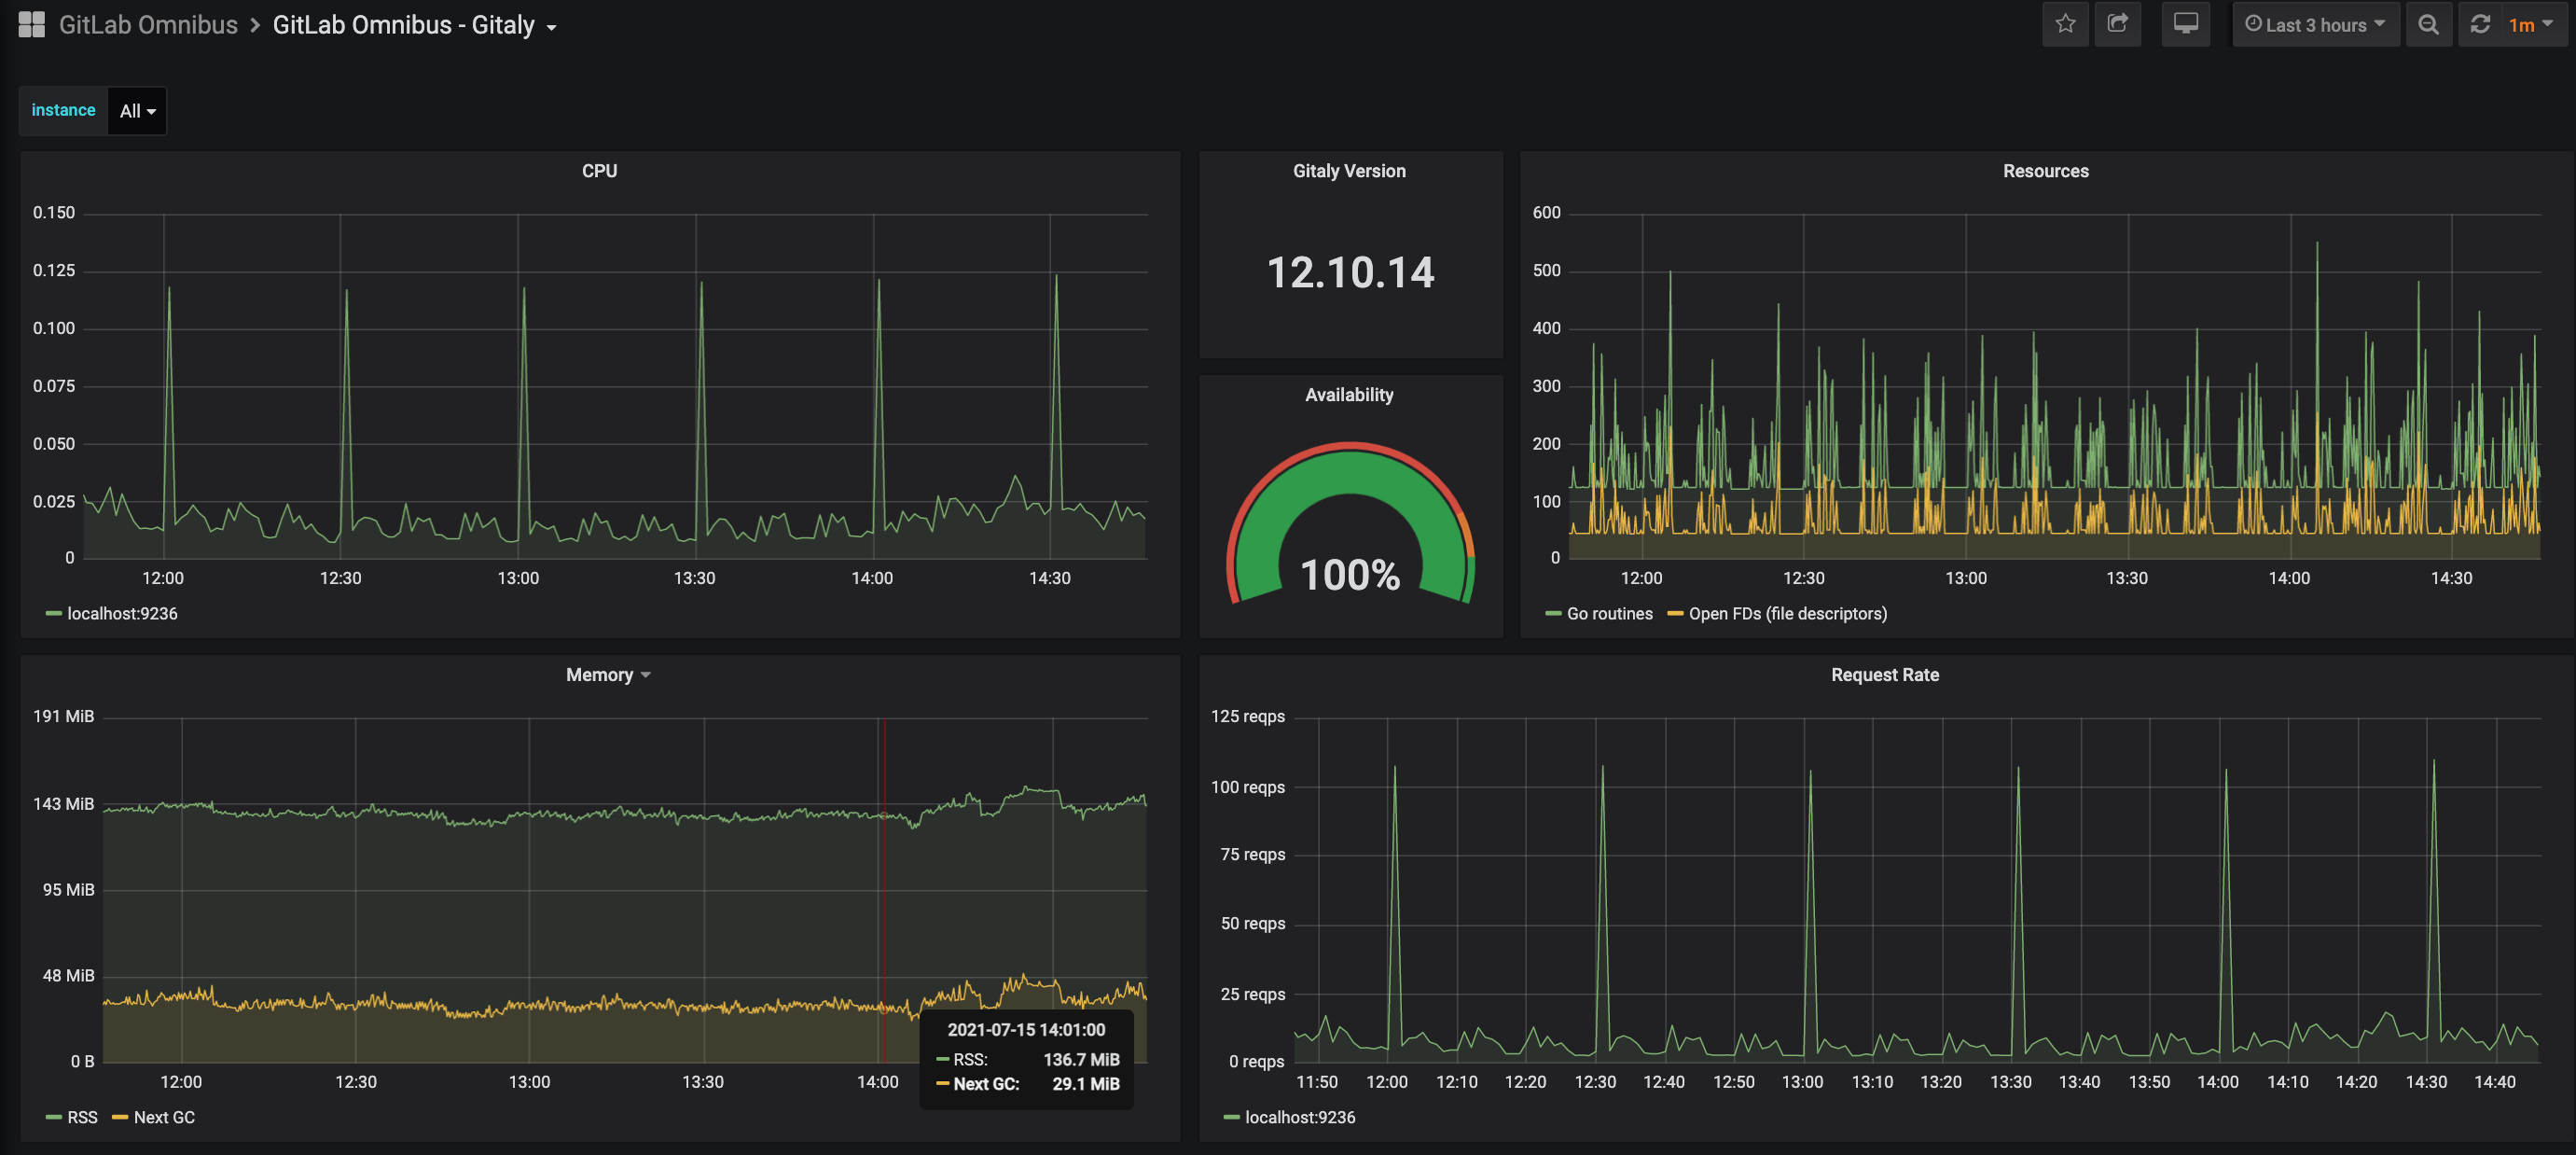 GitLab Omnibus > GitLab Omnibus - Gitaly
Last 3 hours
1m
instance All
CPU
0.150
0.125
0.100
0.075
0.050
0.025
0
12:00 12:30 13:00 13:30 14:00 14:30
localhost:9236
Gitaly Version
12.10.14
Availability
100%
Resources
600
500
400
300
200
100
0
12:00 12:30 13:00 13:30 14:00 14:30
Go routines Open FDs (file descriptors)
Memory
191 MiB
143 MiB
95 MiB
48 MiB
0 B
12:00 12:30 13:00 13:30 14:00
2021-07-15 14:01:00
RSS: 136.7 MiB
Next GC: 29.1 MiB
RSS Next GC
Request Rate
125 reqps
100 reqps
75 reqps
50 reqps
25 reqps
0 reqps
11:50 12:00 12:10 12:20 12:30 12:40 12:50 13:00 13:10 13:20 13:30 13:40 13:50 14:00 14:10 14:20 14:30 14:40
localhost:9236